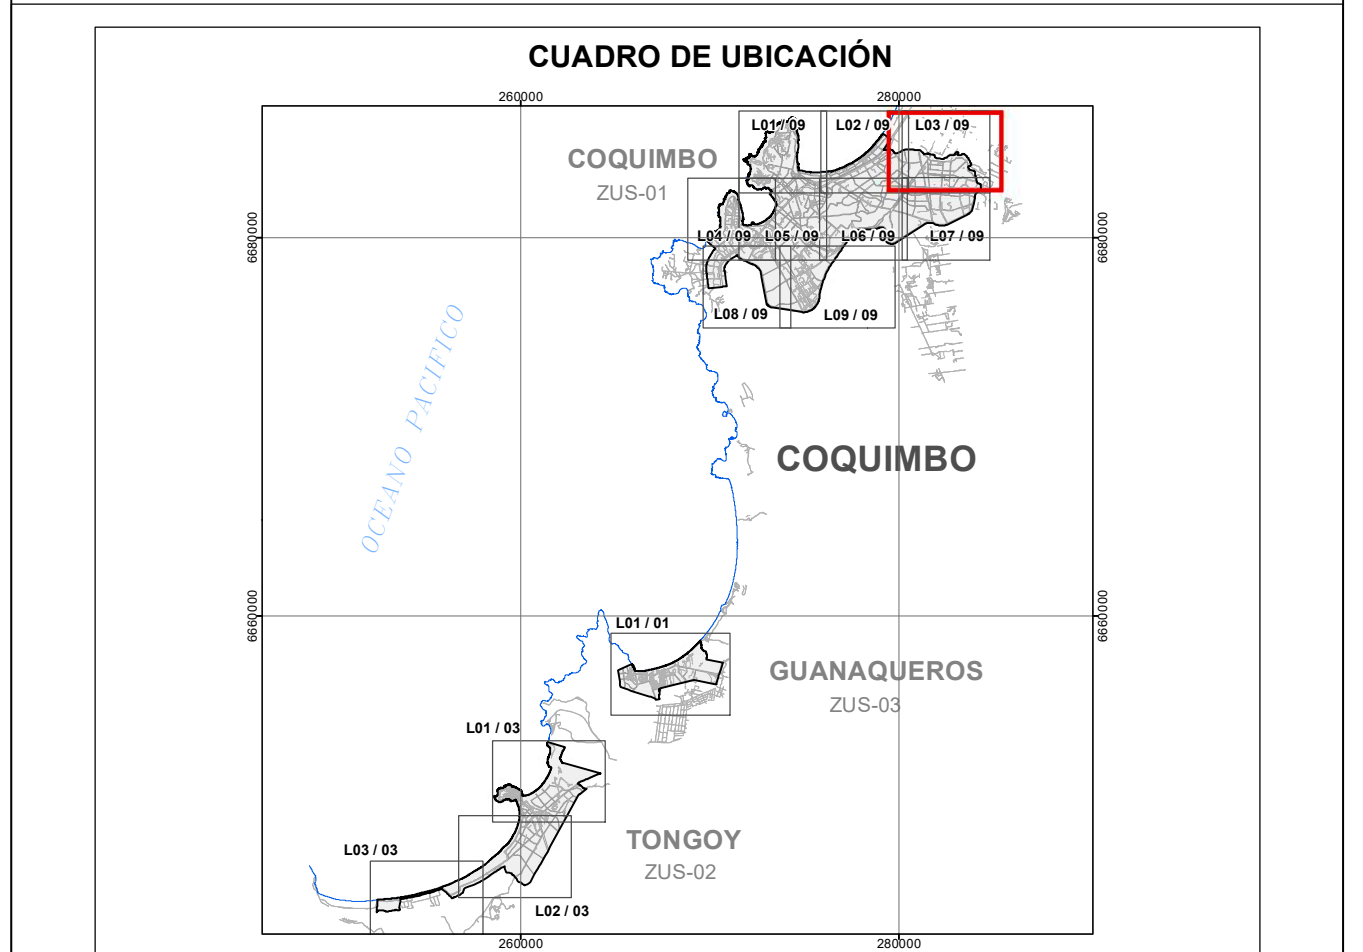 CUADRO DE UBICACIÓN
260000
280000
L01 / 09
L02 / 09
L03 / 09
COQUIMBO
ZUS-01
6680000
6680000
L04 / 09
L05 / 09
L06 / 09
L07 / 09
L08 / 09
L09 / 09
OCEANO PACIFICO
COQUIMBO
6660000
6660000
L01 / 01
GUANAQUEROS
ZUS-03
L01 / 03
TONGOY
ZUS-02
L03 / 03
L02 / 03
260000
280000